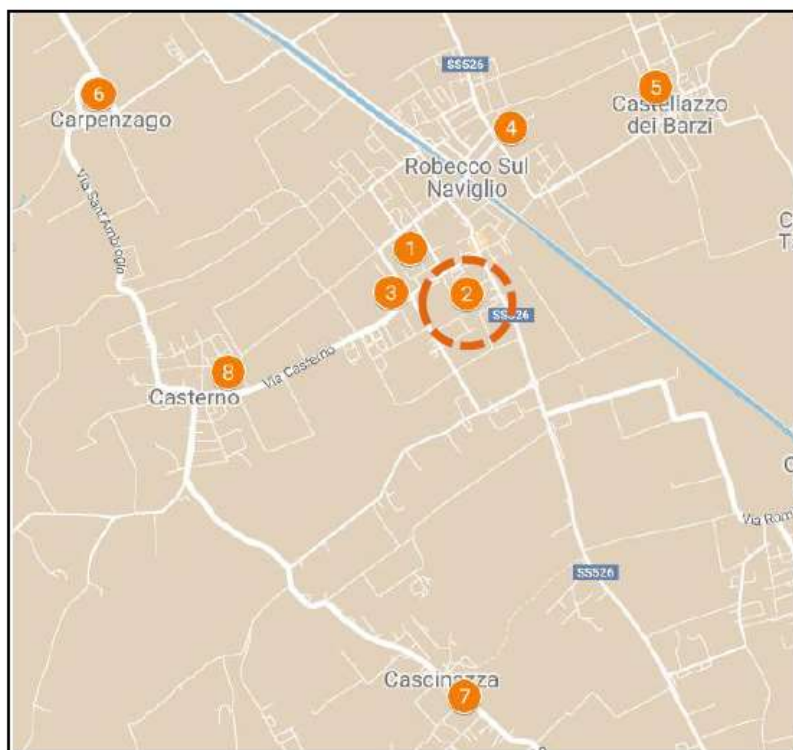 SS526
6
5
Carpenzago
Castellazzo
dei Barzi
4
Robecco Sul
Naviglio
Via Sant'Ambrogio
C
T
1
3
2
SS526
8
Via Casterno
Casterno
C
Via Rom
SS526
Cascinazza
7